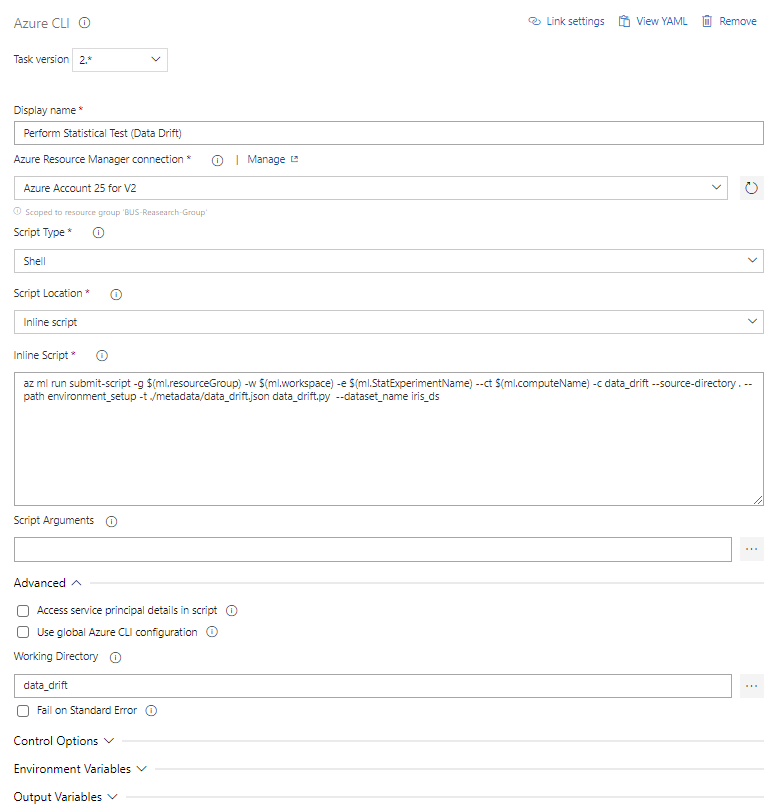 Azure CLI
Link settings View YAML Remove
Task version 2.*
Display name *
Perform Statistical Test (Data Drift)
Azure Resource Manager connection * | Manage
Azure Account 25 for V2
Scoped to resource group 'BUS-Reasearch-Group'
Script Type *
Shell
Script Location *
Inline script
Inline Script *
az ml run submit-script -g $(ml.resourceGroup) -w $(ml.workspace) -e $(ml.StatExperimentName) --ct $(ml.computeName) -c data_drift --source-directory . --
path environment_setup -t ./metadata/data_drift.json data_drift.py --dataset_name iris_ds
Script Arguments
...
Advanced
Access service principal details in script
Use global Azure CLI configuration
Working Directory
data_drift ...
Fail on Standard Error
Control Options
Environment Variables
Output Variables